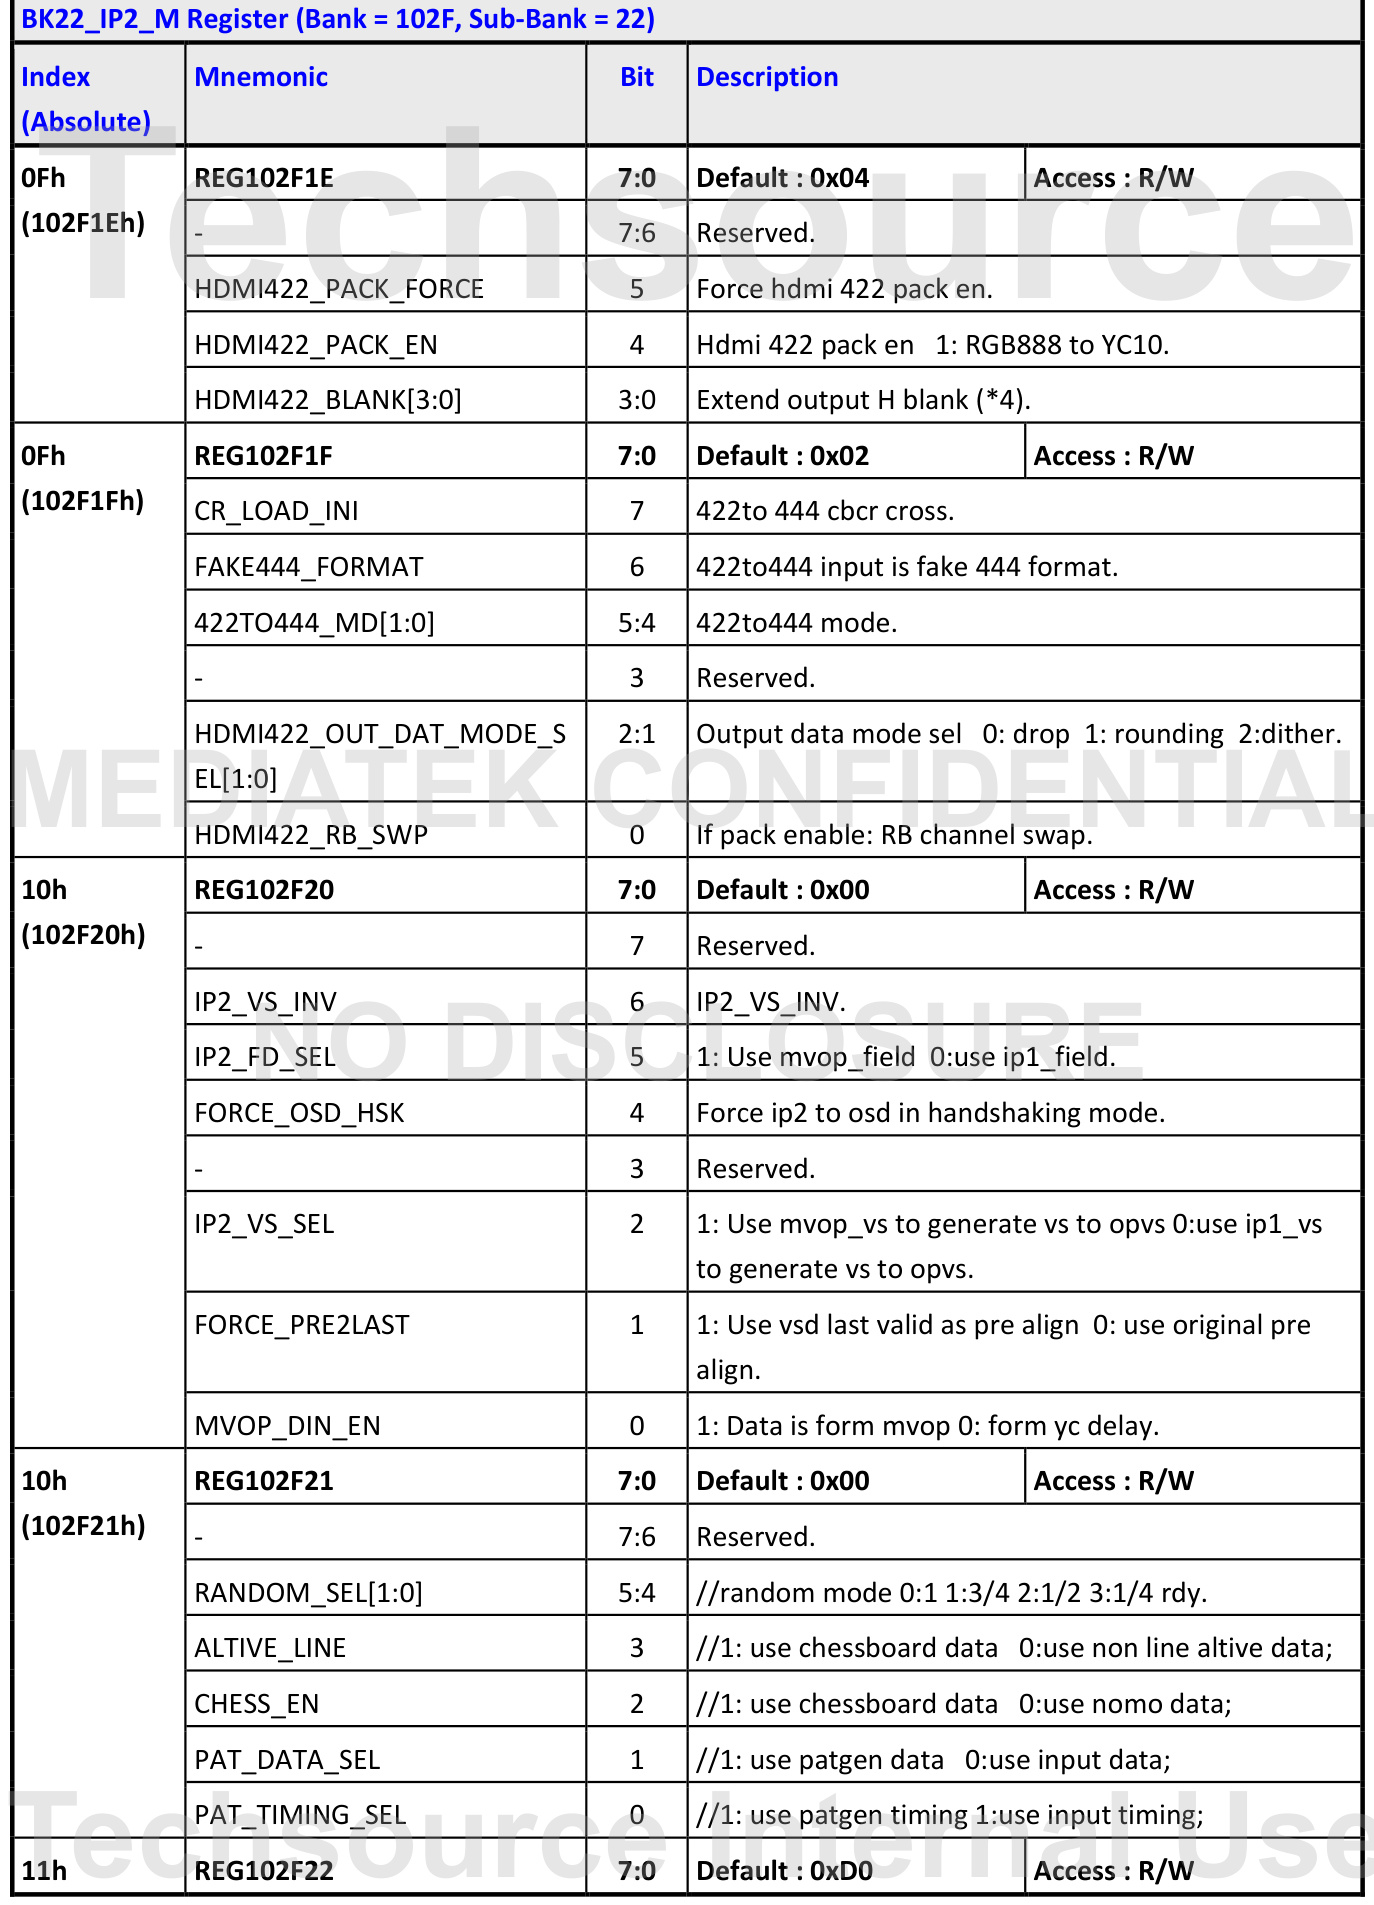 BK22_IP2_M Register (Bank = 102F, Sub-Bank = 22)
Index
(Absolute)
Mnemonic
Bit
Description
0Fh
(102F1Eh)
REG102F1E
7:0
Default : 0x04
Access : R/W
-
7:6
Reserved.
HDMI422_PACK_FORCE
5
Force hdmi 422 pack en.
HDMI422_PACK_EN
4
Hdmi 422 pack en   1: RGB888 to YC10.
HDMI422_BLANK[3:0]
3:0
Extend output H blank (*4).
0Fh
(102F1Fh)
REG102F1F
7:0
Default : 0x02
Access : R/W
CR_LOAD_INI
7
422to 444 cbcr cross.
FAKE444_FORMAT
6
422to444 input is fake 444 format.
422TO444_MD[1:0]
5:4
422to444 mode.
-
3
Reserved.
HDMI422_OUT_DAT_MODE_S
EL[1:0]
2:1
Output data mode sel   0: drop  1: rounding  2:dither.
HDMI422_RB_SWP
0
If pack enable: RB channel swap.
10h
(102F20h)
REG102F20
7:0
Default : 0x00
Access : R/W
-
7
Reserved.
IP2_VS_INV
6
IP2_VS_INV.
IP2_FD_SEL
5
1: Use mvop_field  0:use ip1_field.
FORCE_OSD_HSK
4
Force ip2 to osd in handshaking mode.
-
3
Reserved.
IP2_VS_SEL
2
1: Use mvop_vs to generate vs to opvs 0:use ip1_vs
to generate vs to opvs.
FORCE_PRE2LAST
1
1: Use vsd last valid as pre align  0: use original pre
align.
MVOP_DIN_EN
0
1: Data is form mvop 0: form yc delay.
10h
(102F21h)
REG102F21
7:0
Default : 0x00
Access : R/W
-
7:6
Reserved.
RANDOM_SEL[1:0]
5:4
//random mode 0:1 1:3/4 2:1/2 3:1/4 rdy.
ALTIVE_LINE
3
//1: use chessboard data   0:use non line altive data;
CHESS_EN
2
//1: use chessboard data   0:use nomo data;
PAT_DATA_SEL
1
//1: use patgen data   0:use input data;
PAT_TIMING_SEL
0
//1: use patgen timing 1:use input timing;
11h
REG102F22
7:0
Default : 0xD0
Access : R/W
Techsource
MEDIATEK CONFIDENTIAL
NO DISCLOSURE
Techsource Internal Use